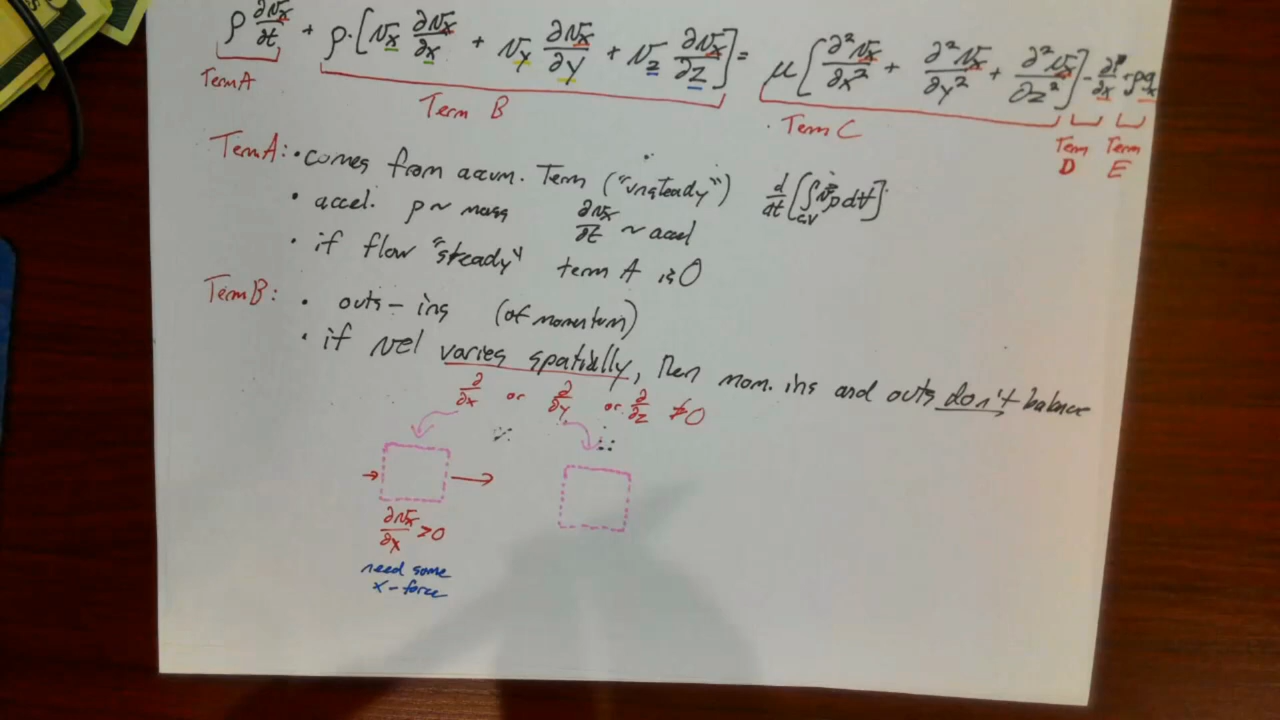 ρ ∂vx/∂t + ρ·[vx ∂vx/∂x + vy ∂vx/∂y + vz ∂vx/∂z] = μ[∂²vx/∂x² + ∂²vx/∂y² + ∂²vx/∂z²] - ∂P/∂x + ρgx
Term A Term B Term C Term D Term E
Term A: • comes from accum. Term ("unsteady") d/dt[∫cv vρdV]
• accel. ρ ~ mass ∂vx/∂t ~ accel
• if flow "steady" term A is 0
Term B: • outs - ins (of momentum)
• if vel varies spatially, then mom. ins and outs don't balance
∂/∂x or ∂/∂y or ∂/∂z ≠ 0
∂vx/∂x > 0
need some
x-force